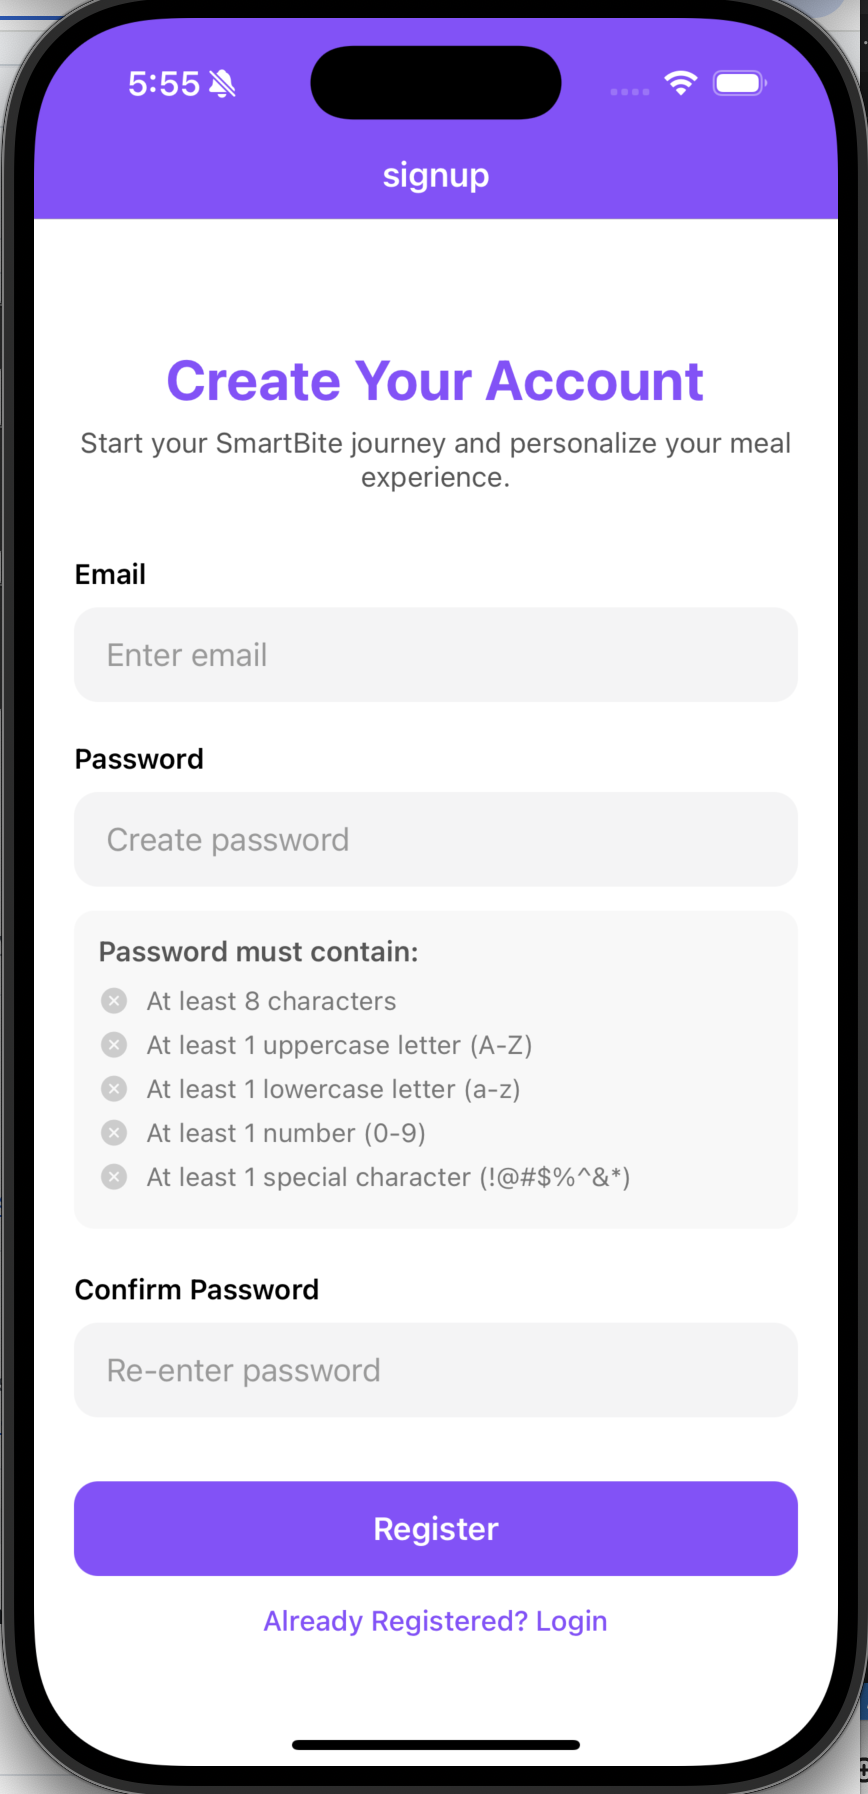 5:55
signup
Create Your Account
Start your SmartBite journey and personalize your meal
experience.
Email
Enter email
Password
Create password
Password must contain:
At least 8 characters
At least 1 uppercase letter (A-Z)
At least 1 lowercase letter (a-z)
At least 1 number (0-9)
At least 1 special character (!@#$%^&*)
Confirm Password
Re-enter password
Register
Already Registered? Login